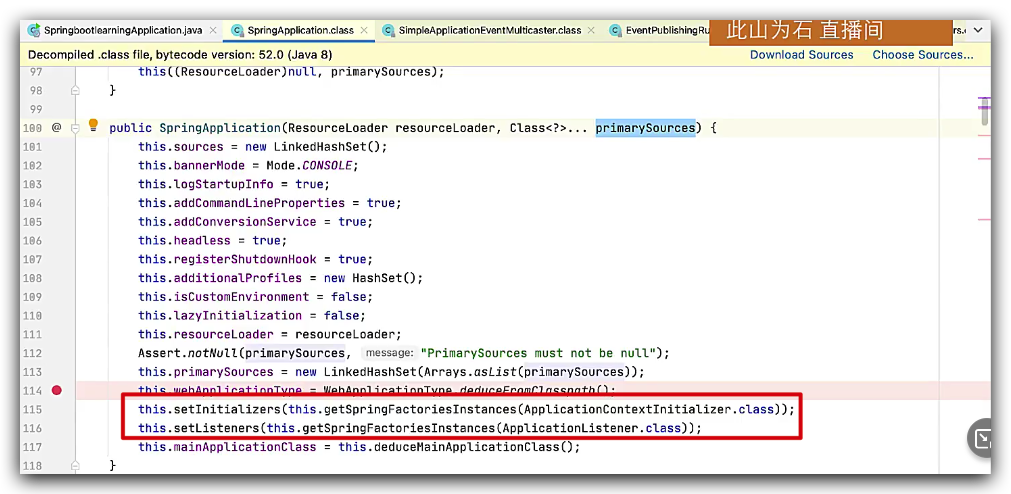 SpringbootlearningApplication.java SpringApplication.class SimpleApplicationEventMulticaster.class EventPublishingRu 此山为石 直播间 rs.
Decompiled .class file, bytecode version: 52.0 (Java 8) Download Sources Choose Sources...
97 this((ResourceLoader)null, primarySources);
98 }
99
100 @ public SpringApplication(ResourceLoader resourceLoader, Class<?>... primarySources) {
101 this.sources = new LinkedHashSet();
102 this.bannerMode = Mode.CONSOLE;
103 this.logStartupInfo = true;
104 this.addCommandLineProperties = true;
105 this.addConversionService = true;
106 this.headless = true;
107 this.registerShutdownHook = true;
108 this.additionalProfiles = new HashSet();
109 this.isCustomEnvironment = false;
110 this.lazyInitialization = false;
111 this.resourceLoader = resourceLoader;
112 Assert.notNull(primarySources, message: "PrimarySources must not be null");
113 this.primarySources = new LinkedHashSet(Arrays.asList(primarySources));
114 this.webApplicationType = WebApplicationType.deduceFromClasspath();
115 this.setInitializers(this.getSpringFactoriesInstances(ApplicationContextInitializer.class));
116 this.setListeners(this.getSpringFactoriesInstances(ApplicationListener.class));
117 this.mainApplicationClass = this.deduceMainApplicationClass();
118 }